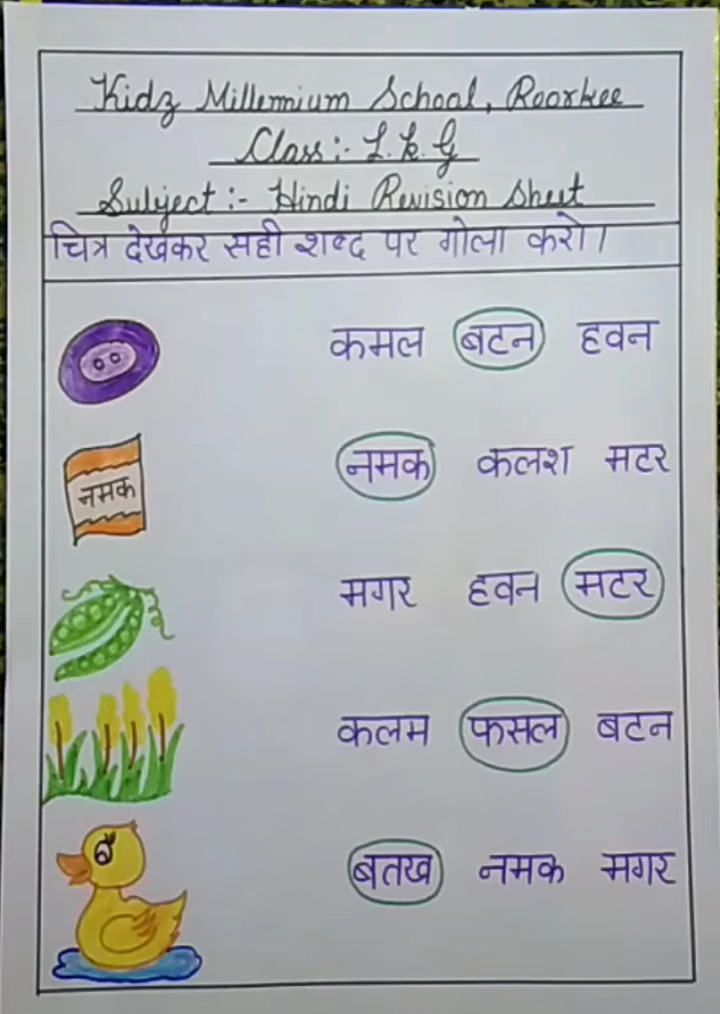 Kidz Millennium School, Roorkee
Class:- L.K.G
Subject:- Hindi Revision Sheet
चित्र देखकर सही शब्द पर गोला करो।
कमल बटन हवन
नमक
नमक कलश मटर
मगर हवन मटर
कलम फसल बटन
बतख नमक मगर